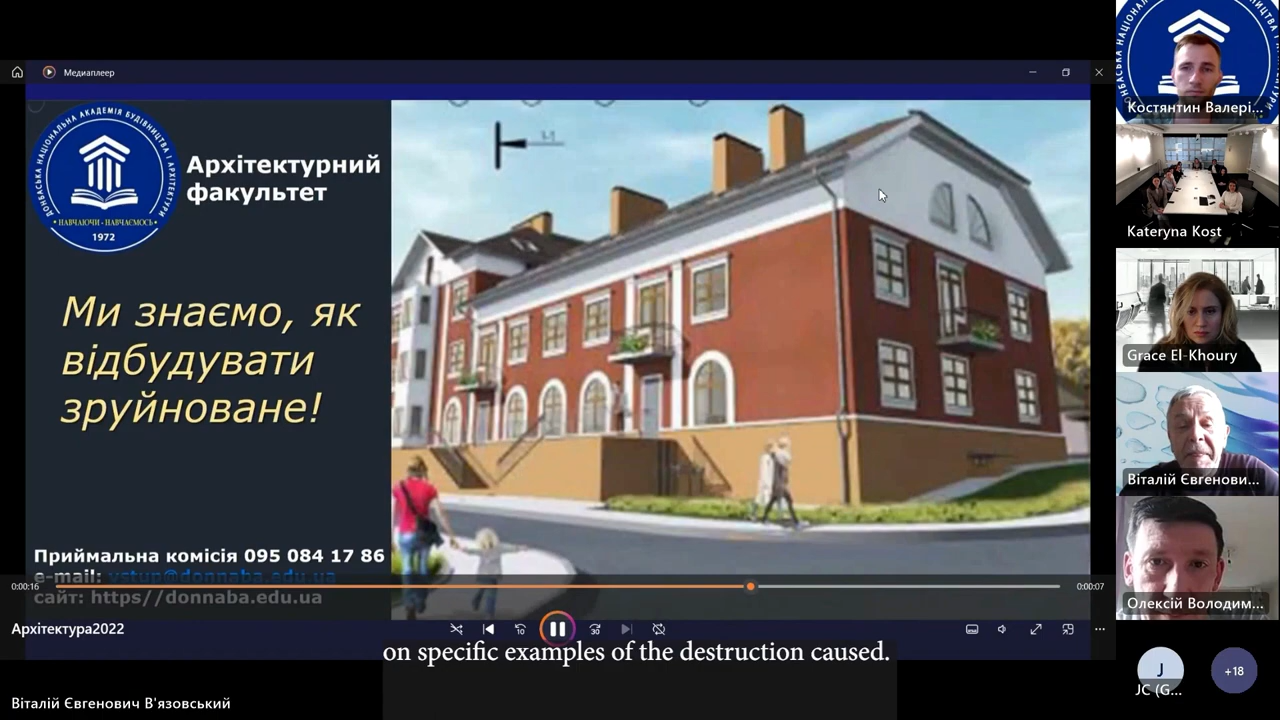 Медиаплеер
ДОНБАСЬКА НАЦІОНАЛЬНА АКАДЕМІЯ БУДІВНИЦТВА І АРХІТЕКТУРИ
• НАВЧАЮЧИ - НАВЧАЄМОСЬ •
1972
Архітектурний
факультет
Ми знаємо, як
відбудувати
зруйноване!
Приймальна комісія 095 084 17 86
e-mail: vstup@donnaba.edu.ua
сайт: https//donnaba.edu.ua
0:00:16
0:00:07
Архітектура2022
10
30
on specific examples of the destruction caused.
Віталій Євгенович В'язовський
Костянтин Валері...
Kateryna Kost
Grace El-Khoury
Віталій Євгенови...
Олексій Володим...
J
JC (G...
+18